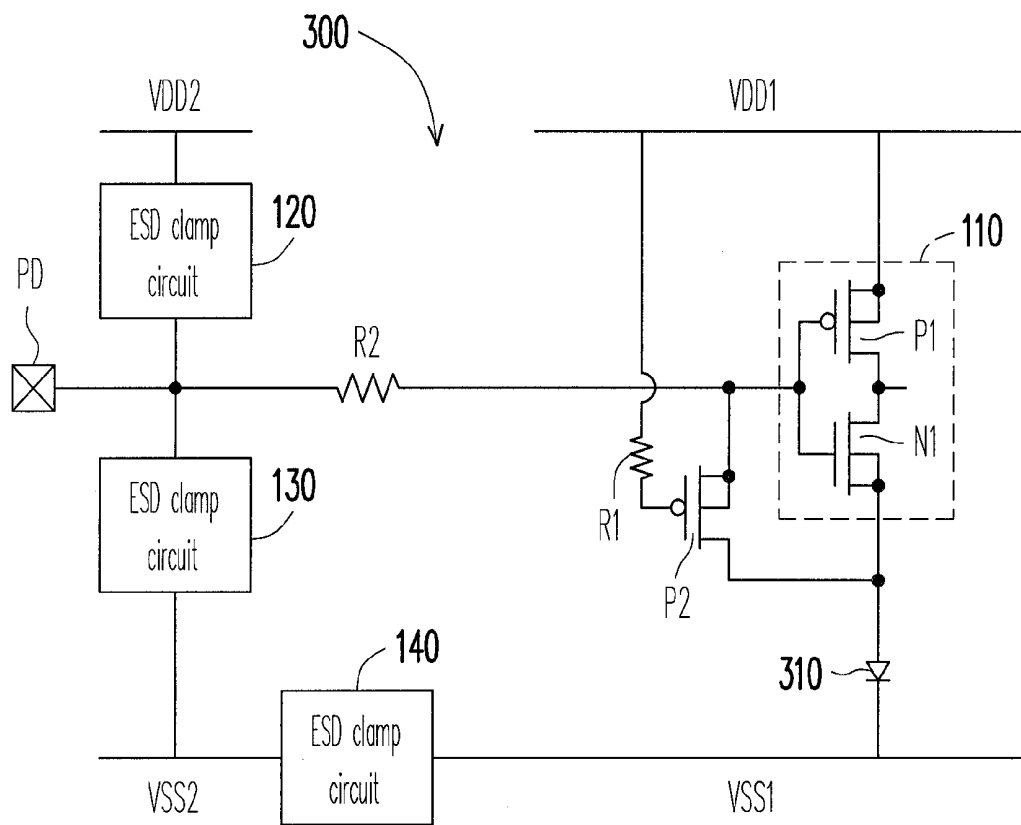 300
VDD2
VDD1
ESD clamp
circuit
120
110
PD
P1
R2
N1
ESD clamp
circuit
130
R1
P2
140
310
ESD clamp
circuit
VSS2
VSS1